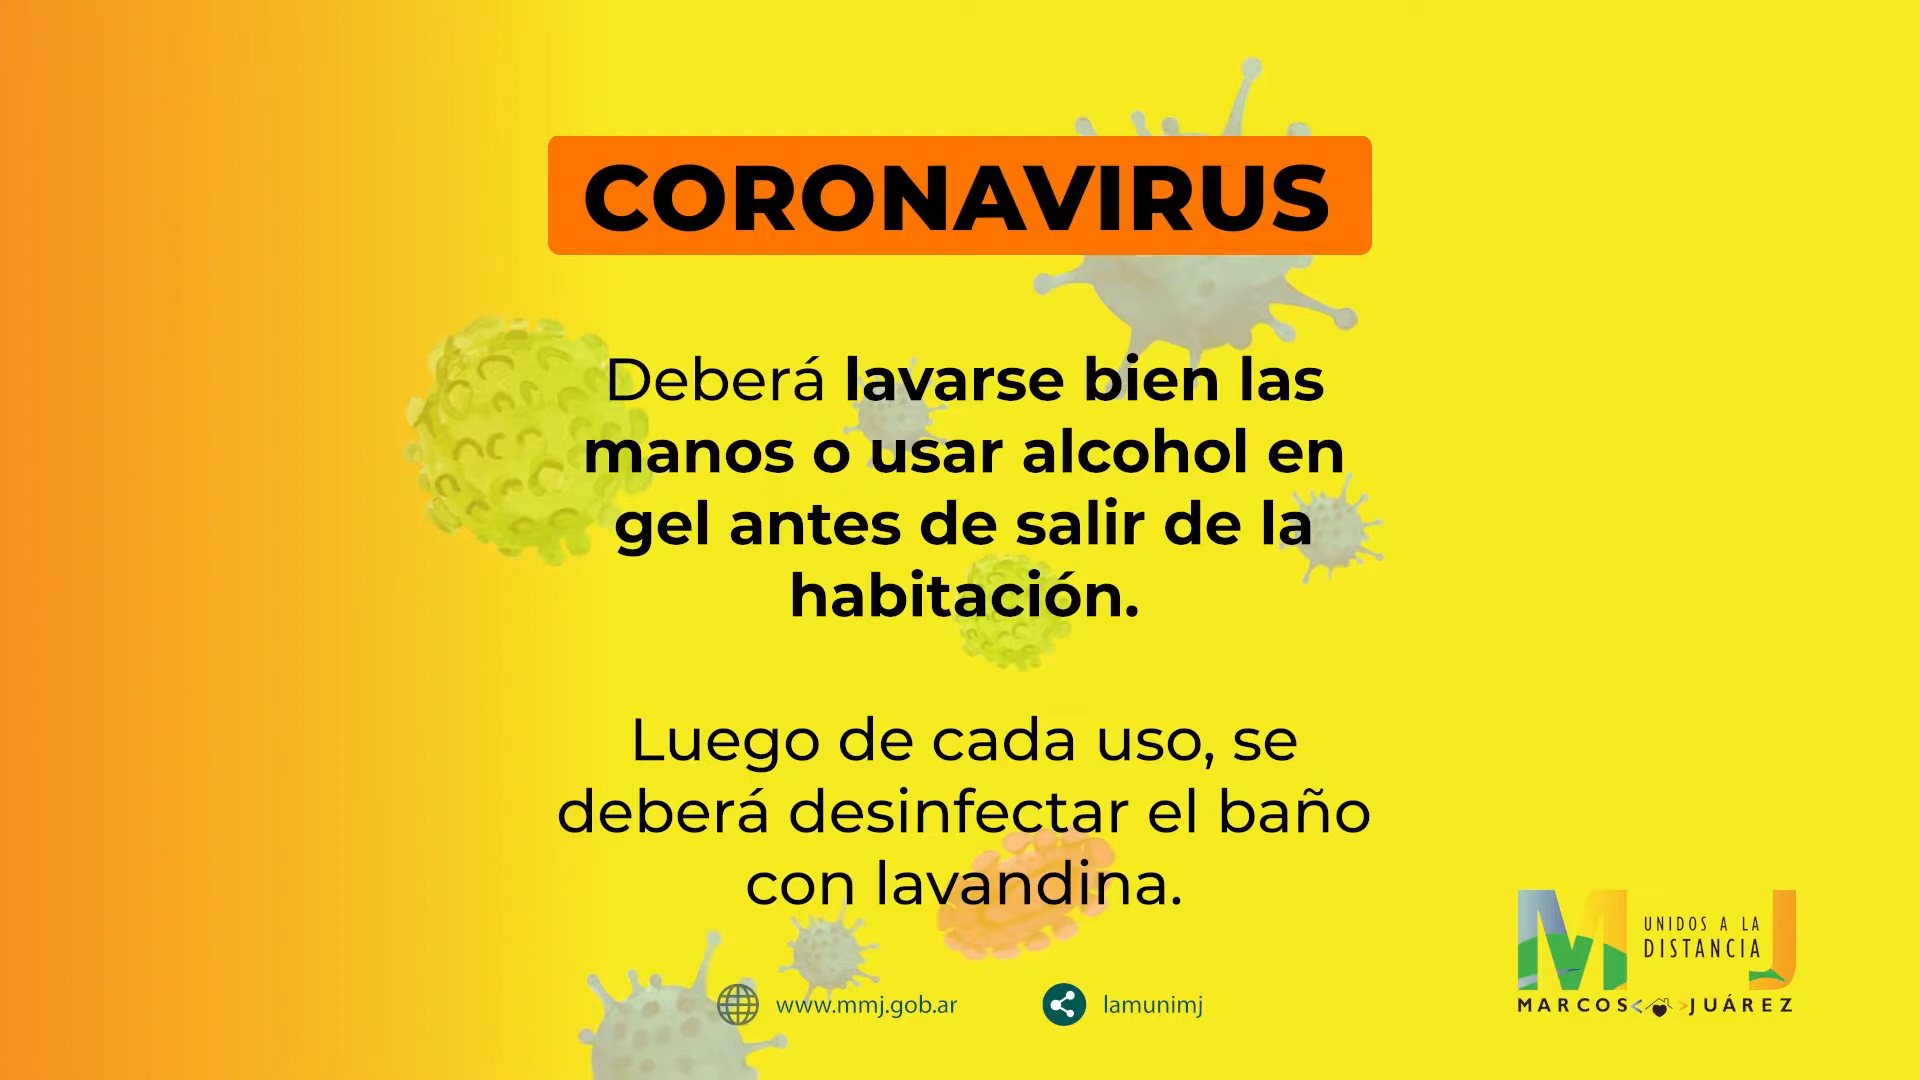 CORONAVIRUS
Deberá lavarse bien las
manos o usar alcohol en
gel antes de salir de la
habitación.
Luego de cada uso, se
deberá desinfectar el baño
con lavandina.
www.mmj.gob.ar
lamunimj
M J
UNIDOS A LA
DISTANCIA
MARCOS JUÁREZ